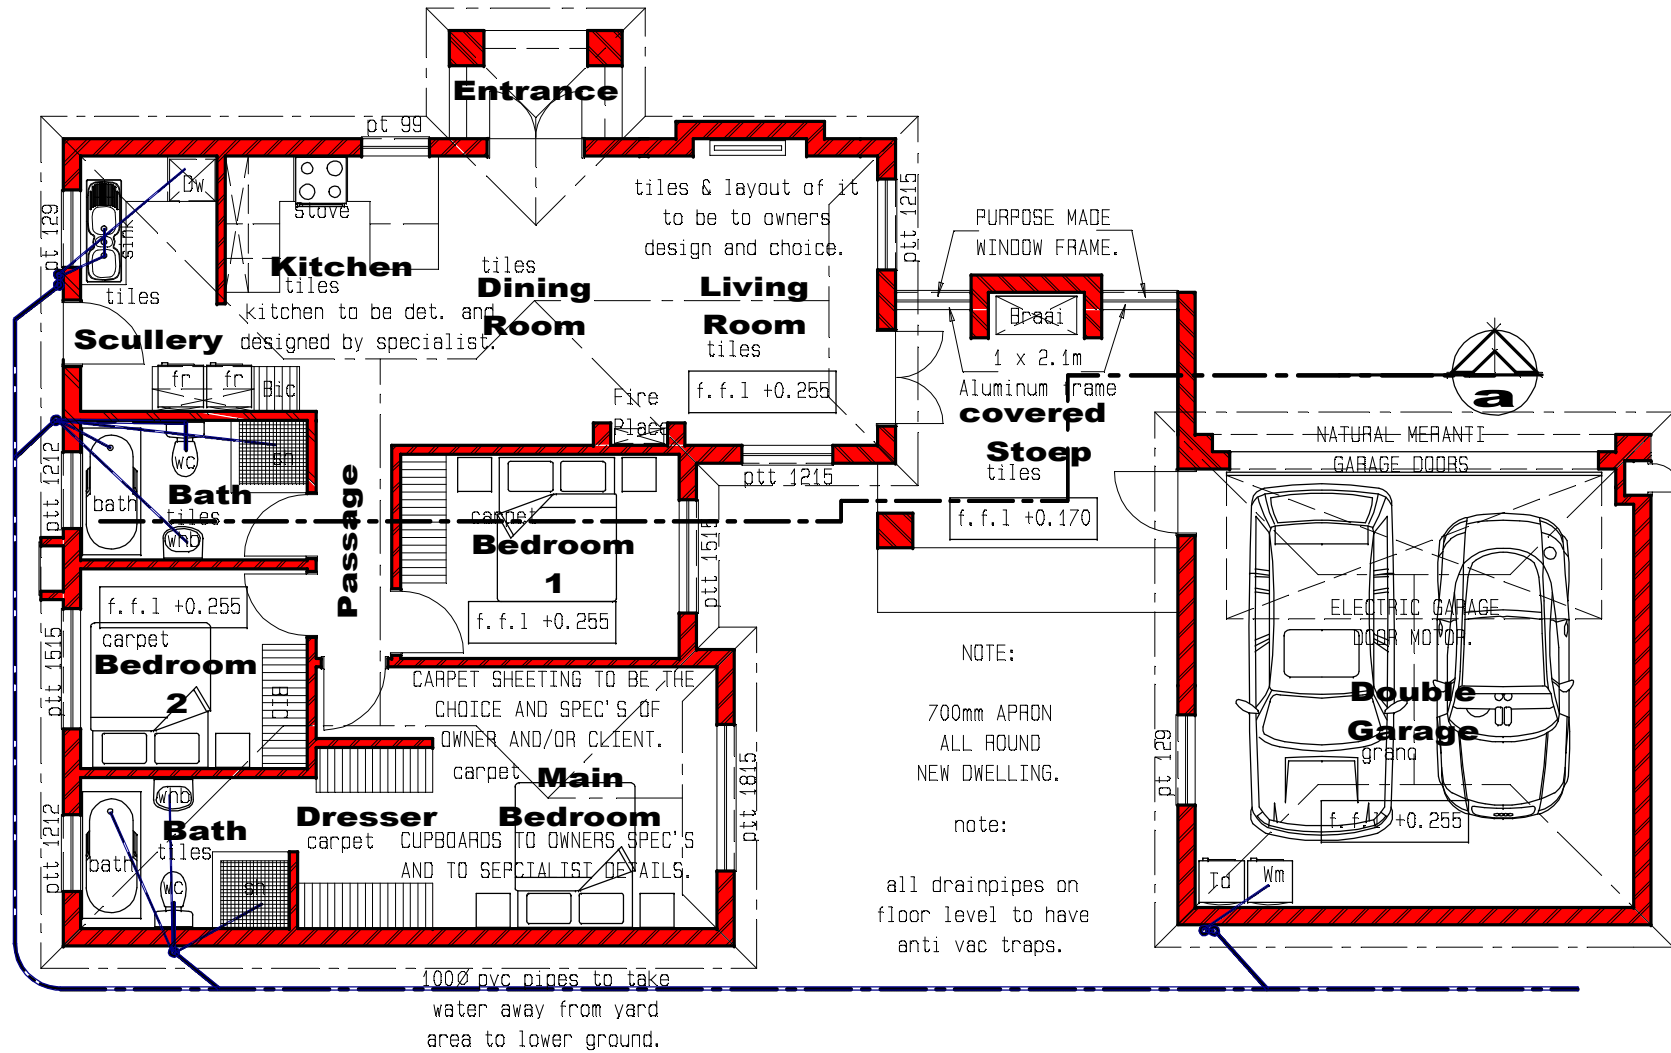 Entrance
pt 99
Dw
stove
sink
pt 129
tiles
Kitchen
tiles
kitchen to be det. and
designed by specialist.
Scullery
fr
fr
Bic
tiles
Dining
Room
tiles & layout of it
to be to owners
design and choice.
Living
Room
tiles
f.f.l +0.255
ptt 1215
Fire
Place
ptt 1215
PURPOSE MADE
WINDOW FRAME.
Braai
1 x 2.1m
Aluminum frame
covered
Stoep
tiles
f.f.l +0.170
a
NATURAL MERANTI
GARAGE DOORS
ELECTRIC GARAGE
DOOR MOTOR.
Double
Garage
grano
f.f.l +0.255
pt 129
Td
Wm
ptt 1212
bath
wc
sh
Bath
tiles
whb
Passage
carpet
Bedroom
1
f.f.l +0.255
ptt 1515
f.f.l +0.255
carpet
Bedroom
2
BIC
ptt 1515
CARPET SHEETING TO BE THE
CHOICE AND SPEC'S OF
OWNER AND/OR CLIENT.
carpet
Main
Bedroom
ptt 1815
Dresser
carpet
CUPBOARDS TO OWNERS SPEC'S
AND TO SEPCIALIST DETAILS.
ptt 1212
whb
Bath
tiles
bath
wc
sh
NOTE:
700mm APRON
ALL ROUND
NEW DWELLING.
note:
all drainpipes on
floor level to have
anti vac traps.
100Ø pvc pipes to take
water away from yard
area to lower ground.